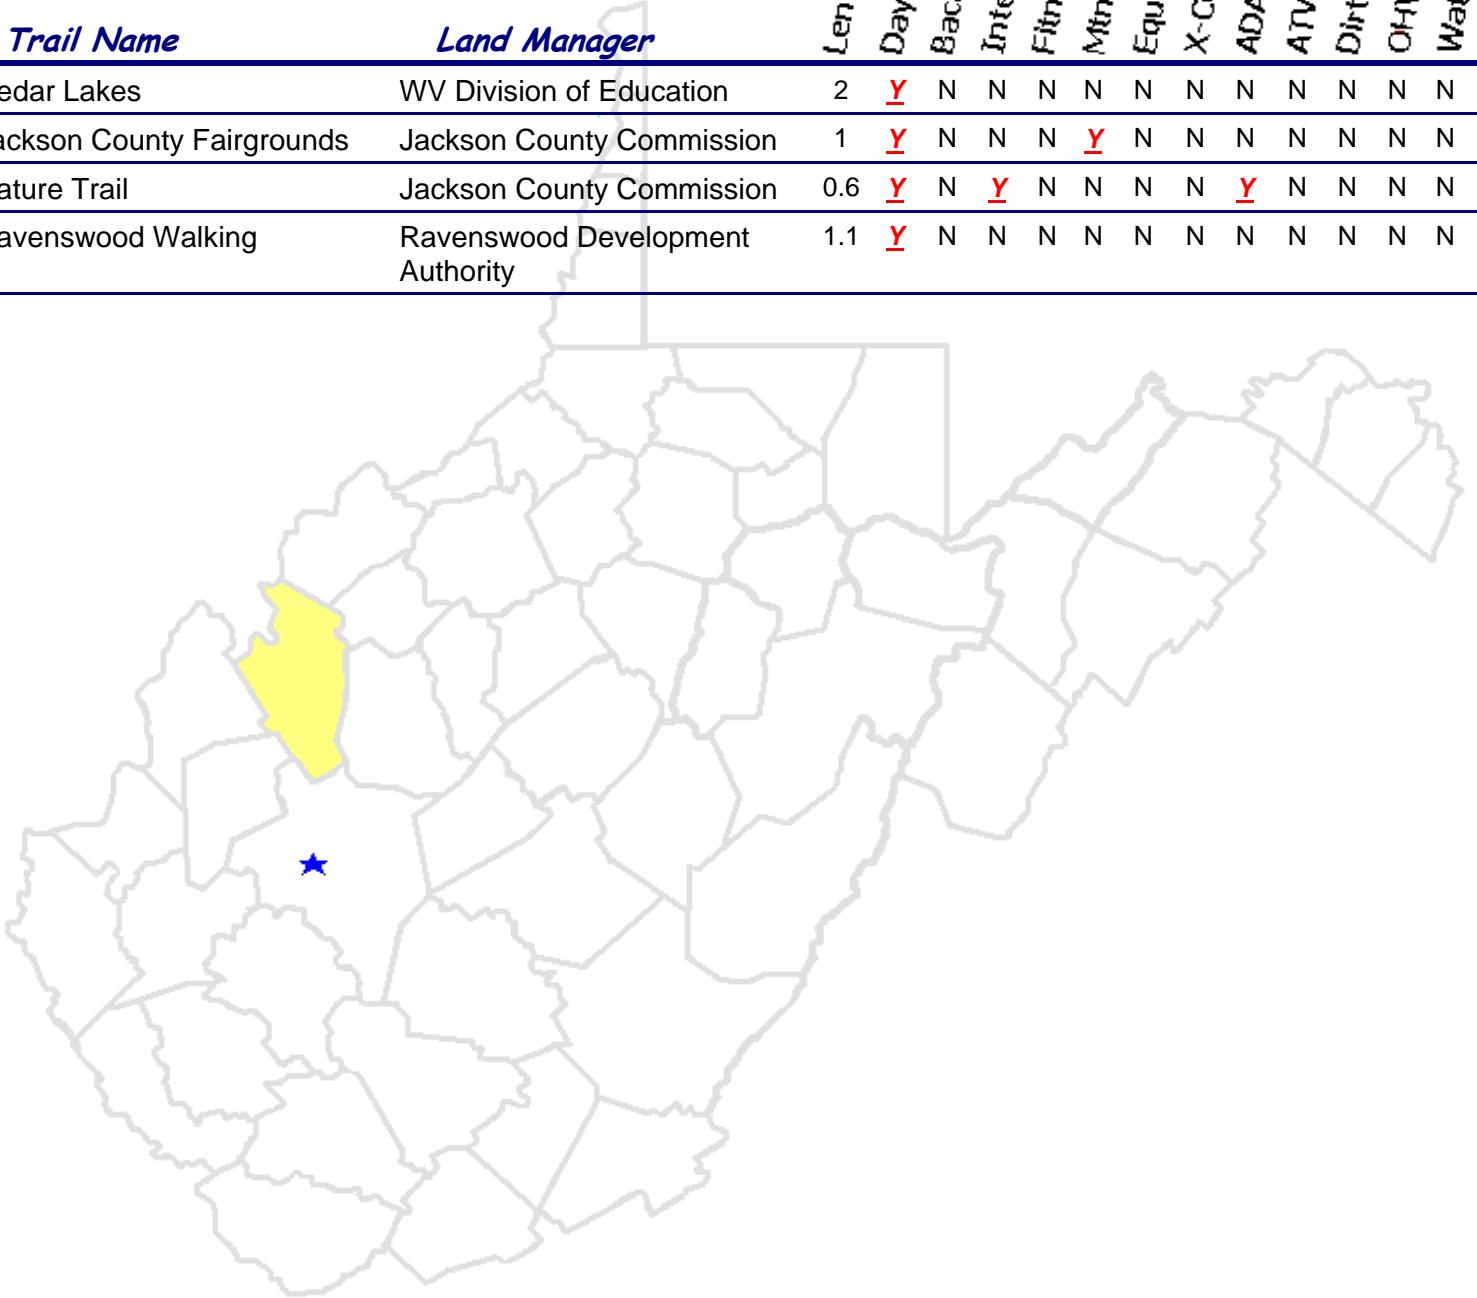 Trail Name Land Manager Len Day Bac Inte Fitn Mtn Equ X-C ADA ATV Dirt OHV Wag
edar Lakes WV Division of Education 2 Y N N N N N N N N N N N
ackson County Fairgrounds Jackson County Commission 1 Y N N N Y N N N N N N N
ature Trail Jackson County Commission 0.6 Y N Y N N N N Y N N N N
avenswood Walking Ravenswood Development 1.1 Y N N N N N N N N N N N
Authority